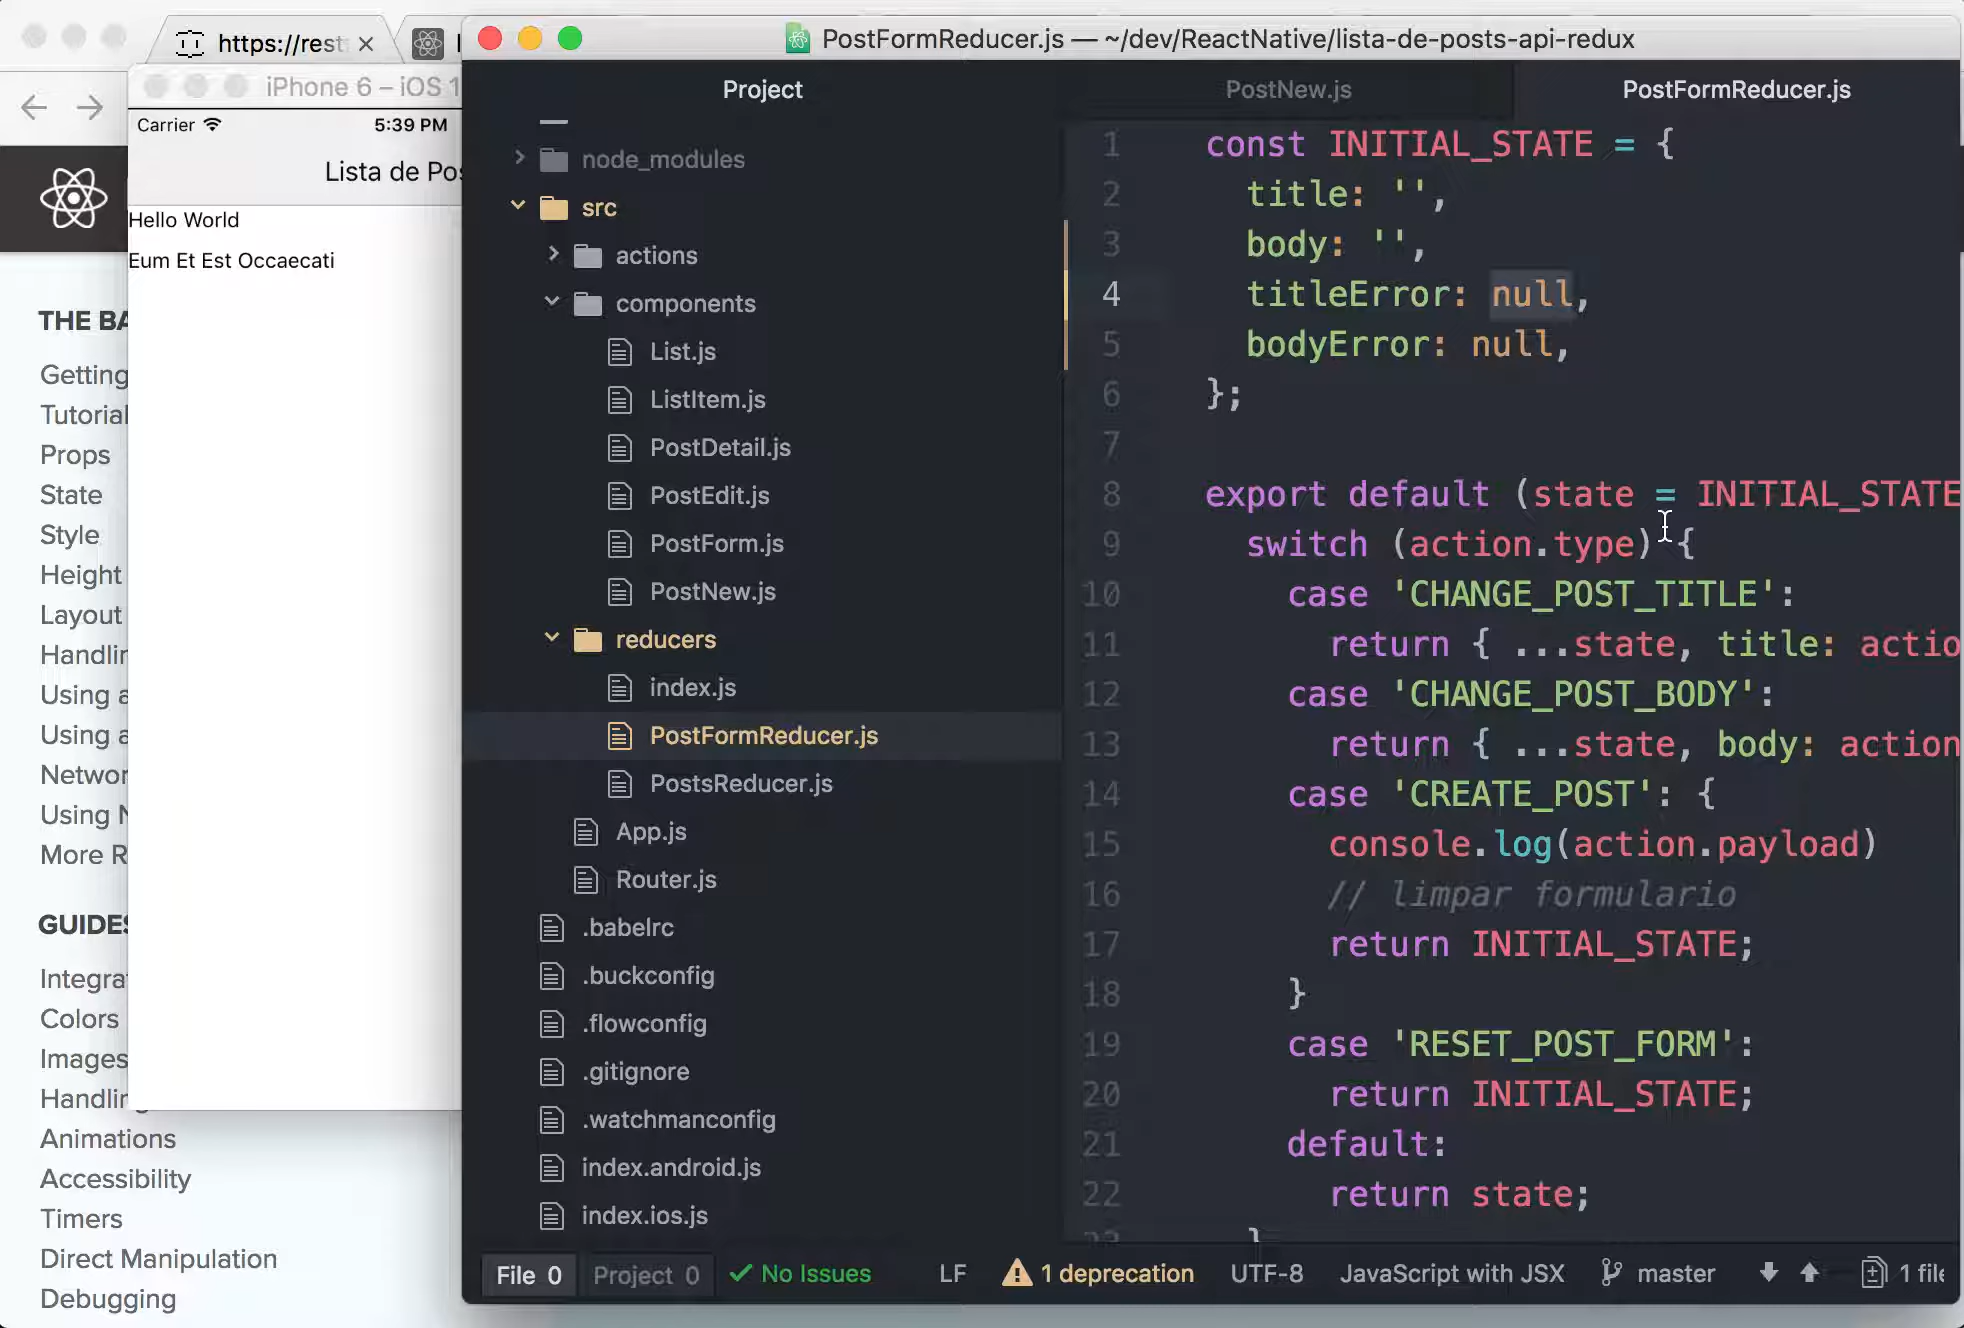 https://rest
iPhone 6 – iOS 1
Carrier
5:39 PM
Lista de Pos
Hello World
Eum Et Est Occaecati
THE BA
Getting
Tutorial
Props
State
Style
Height
Layout
Handlin
Using a
Using a
Networ
Using N
More R
GUIDES
Integra
Colors
Images
Handling
Animations
Accessibility
Timers
Direct Manipulation
Debugging
PostFormReducer.js — ~/dev/ReactNative/lista-de-posts-api-redux
Project
node_modules
src
actions
components
List.js
ListItem.js
PostDetail.js
PostEdit.js
PostForm.js
PostNew.js
reducers
index.js
PostFormReducer.js
PostsReducer.js
App.js
Router.js
.babelrc
.buckconfig
.flowconfig
.gitignore
.watchmanconfig
index.android.js
index.ios.js
PostNew.js
PostFormReducer.js
1 const INITIAL_STATE = {
2 title: '',
3 body: '',
4 titleError: null,
5 bodyError: null,
6 };
7
8 export default (state = INITIAL_STATE
9 switch (action.type) {
10 case 'CHANGE_POST_TITLE':
11 return { ...state, title: actio
12 case 'CHANGE_POST_BODY':
13 return { ...state, body: action
14 case 'CREATE_POST': {
15 console.log(action.payload)
16 // limpar formulario
17 return INITIAL_STATE;
18 }
19 case 'RESET_POST_FORM':
20 return INITIAL_STATE;
21 default:
22 return state;
File 0
Project 0
No Issues
LF
1 deprecation
UTF-8
JavaScript with JSX
master
1 file